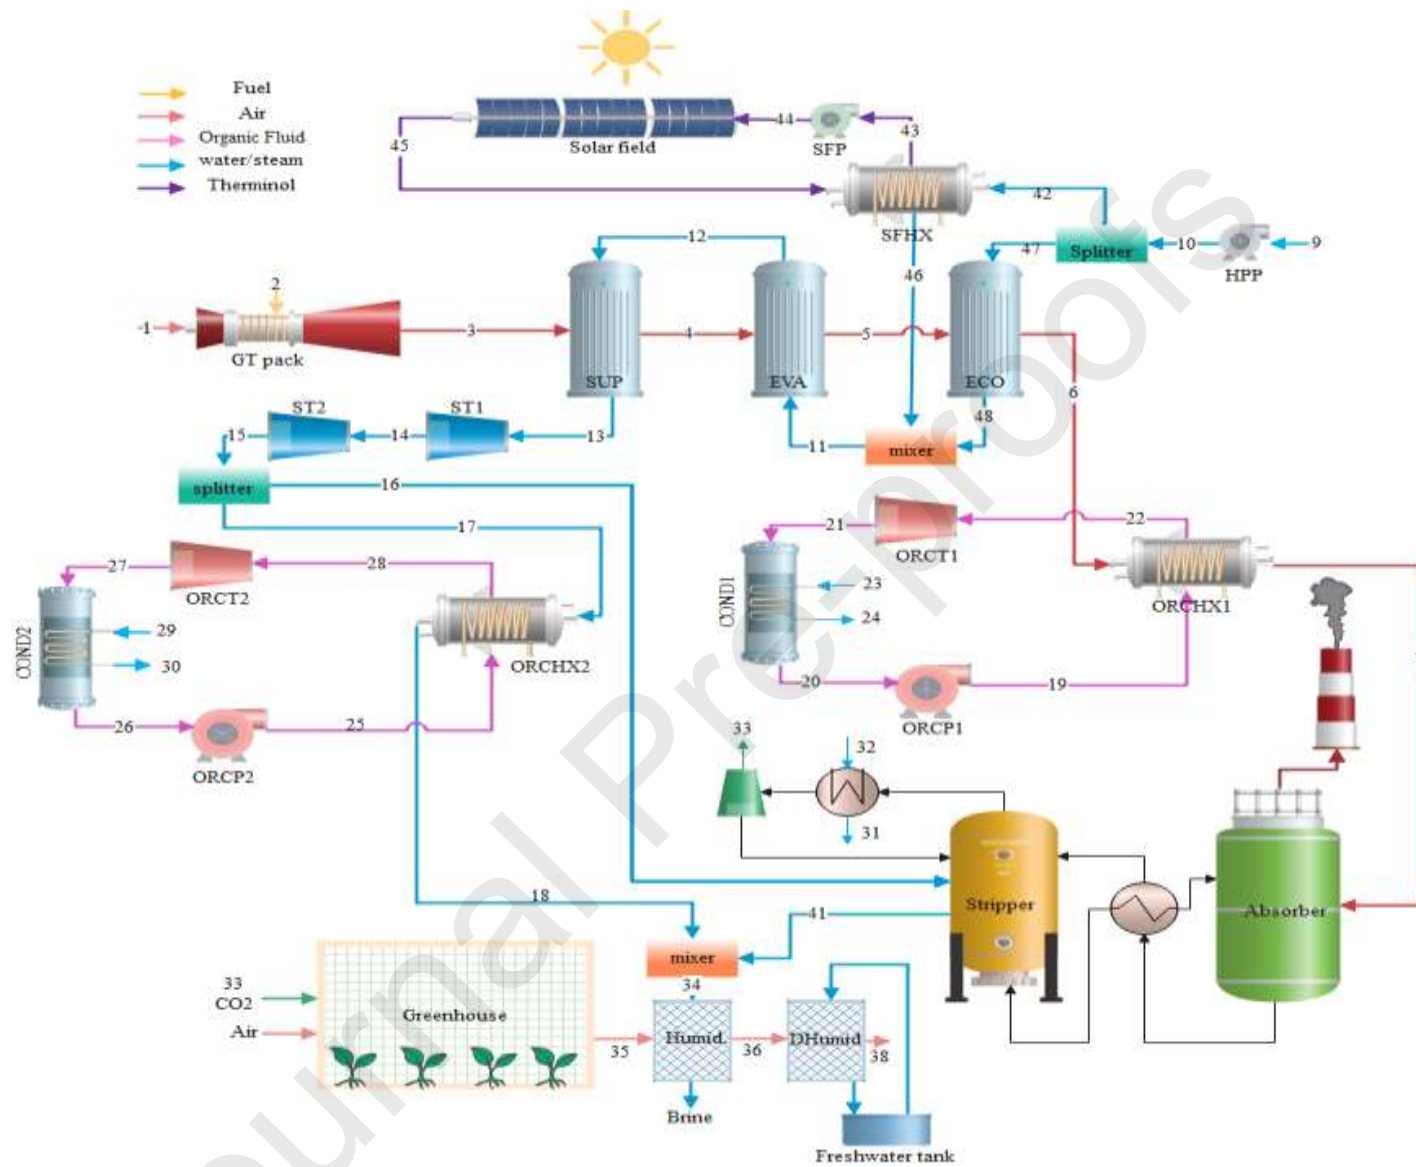 Fuel
Air
Organic Fluid
water/steam
Therminol
45
Solar field
44
SFP
43
SFHX
42
Splitter
10
9
HPP
47
12
46
1
2
GT pack
3
SUP
4
EVA
5
ECO
6
48
ST2
ST1
15
14
13
11
mixer
splitter
16
17
21
22
ORCT1
ORCHX1
27
28
ORCT2
COND2
29
30
ORCHX2
COND1
23
24
20
19
ORCP1
26
25
ORCP2
33
32
31
18
41
Stripper
Absorber
mixer
34
33
CO2
Air
Greenhouse
35
Humid.
36
DHumid
38
Brine
Freshwater tank
urnal Pre-proofs